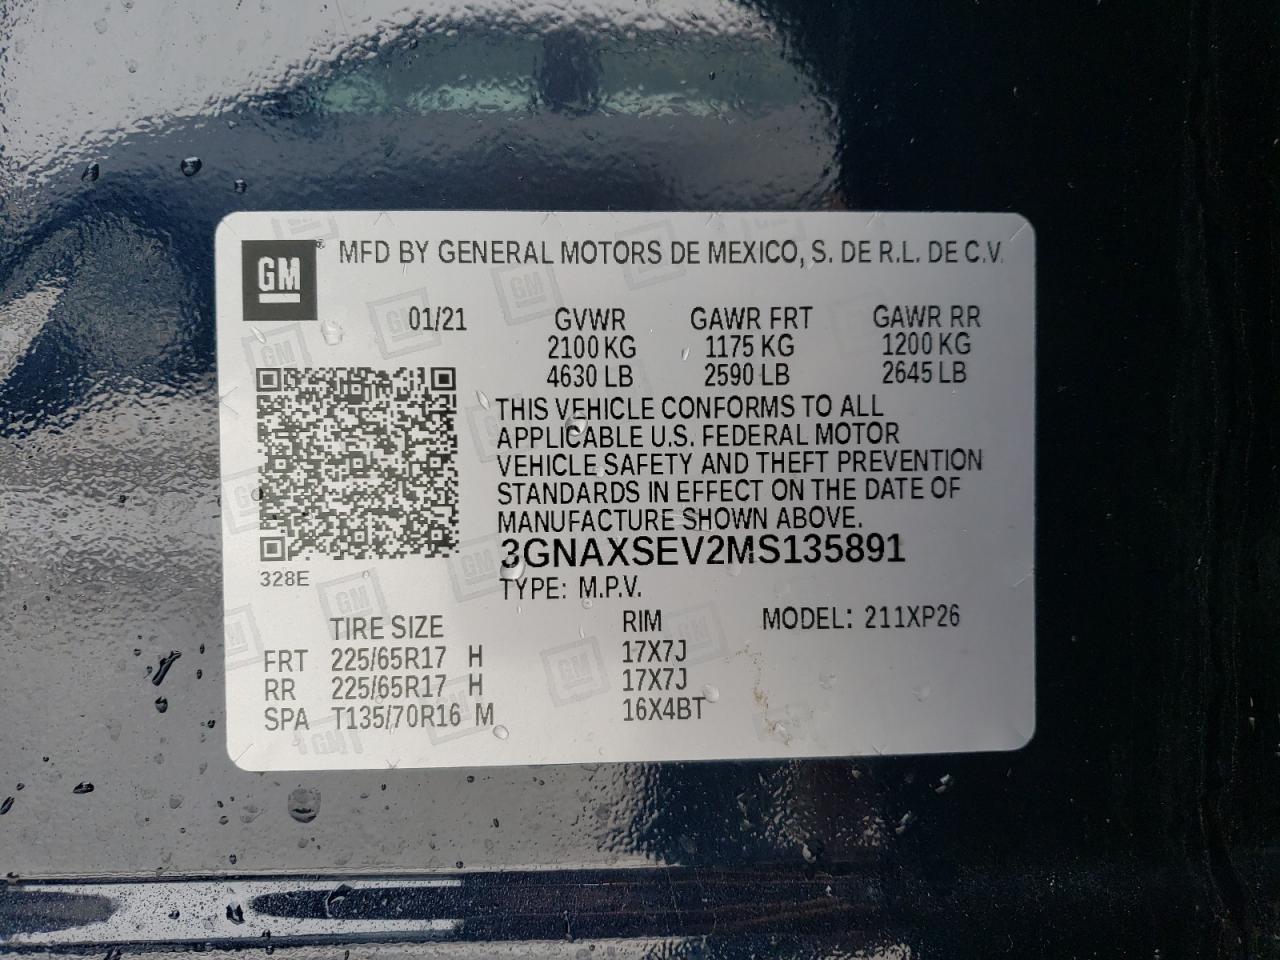 GM ® MFD BY GENERAL MOTORS DE MEXICO, S. DE R.L. DE C.V.
01/21 GVWR GAWR FRT GAWR RR
2100 KG 1175 KG 1200 KG
4630 LB 2590 LB 2645 LB
THIS VEHICLE CONFORMS TO ALL
APPLICABLE U.S. FEDERAL MOTOR
VEHICLE SAFETY AND THEFT PREVENTION
STANDARDS IN EFFECT ON THE DATE OF
MANUFACTURE SHOWN ABOVE.
3GNAXSEV2MS135891
328E TYPE: M.P.V.
TIRE SIZE RIM MODEL: 211XP26
FRT 225/65R17 H 17X7J
RR 225/65R17 H 17X7J
SPA T135/70R16 M 16X4BT